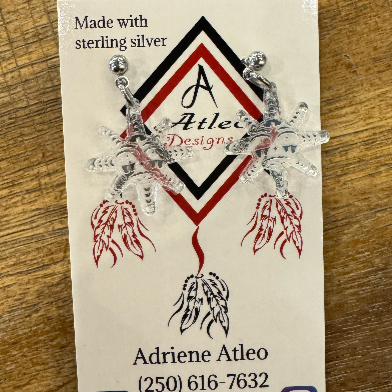 Made with
sterling silver
A
Atleo
Designs
Adriene Atleo
(250) 616-7632